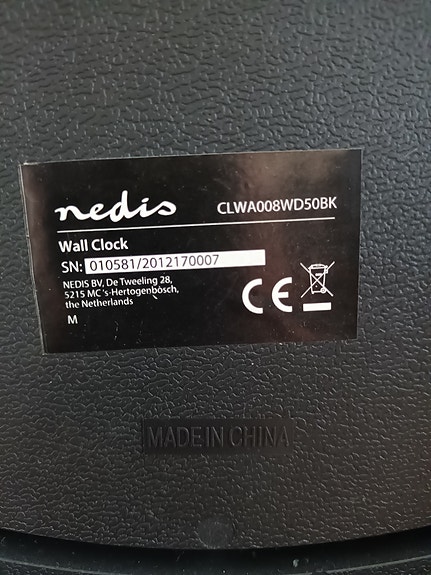 nedis
CLWA008WD50BK
Wall Clock
SN: 010581/2012170007
NEDIS BV, De Tweeling 28,
5215 MC 's-Hertogenbosch,
the Netherlands
M
CE
MADE IN CHINA